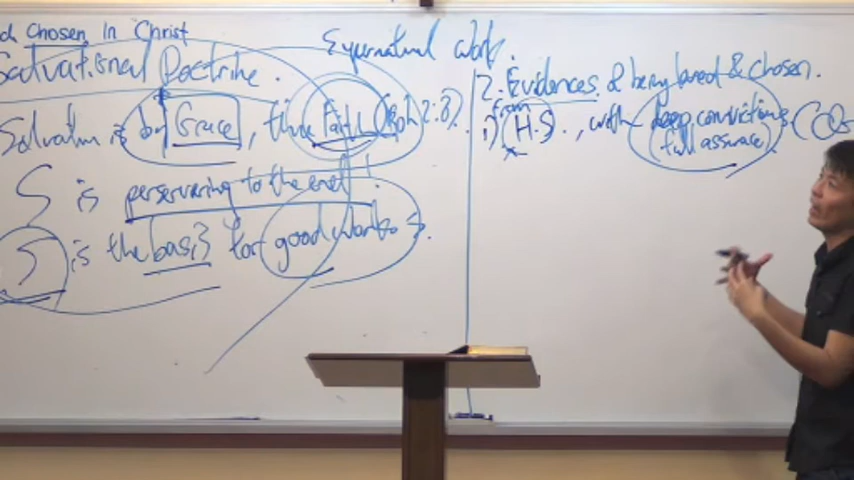 Chosen In Christ
Salvational Doctrine.
Salvation is by Grace, thru Faith (Eph 2:8).
S is perservering to the end!
S is the basis for good works
Supernatural work.
2. Evidences of being loved & chosen.
from
1) H.S., with deep convictions
(full assurance)